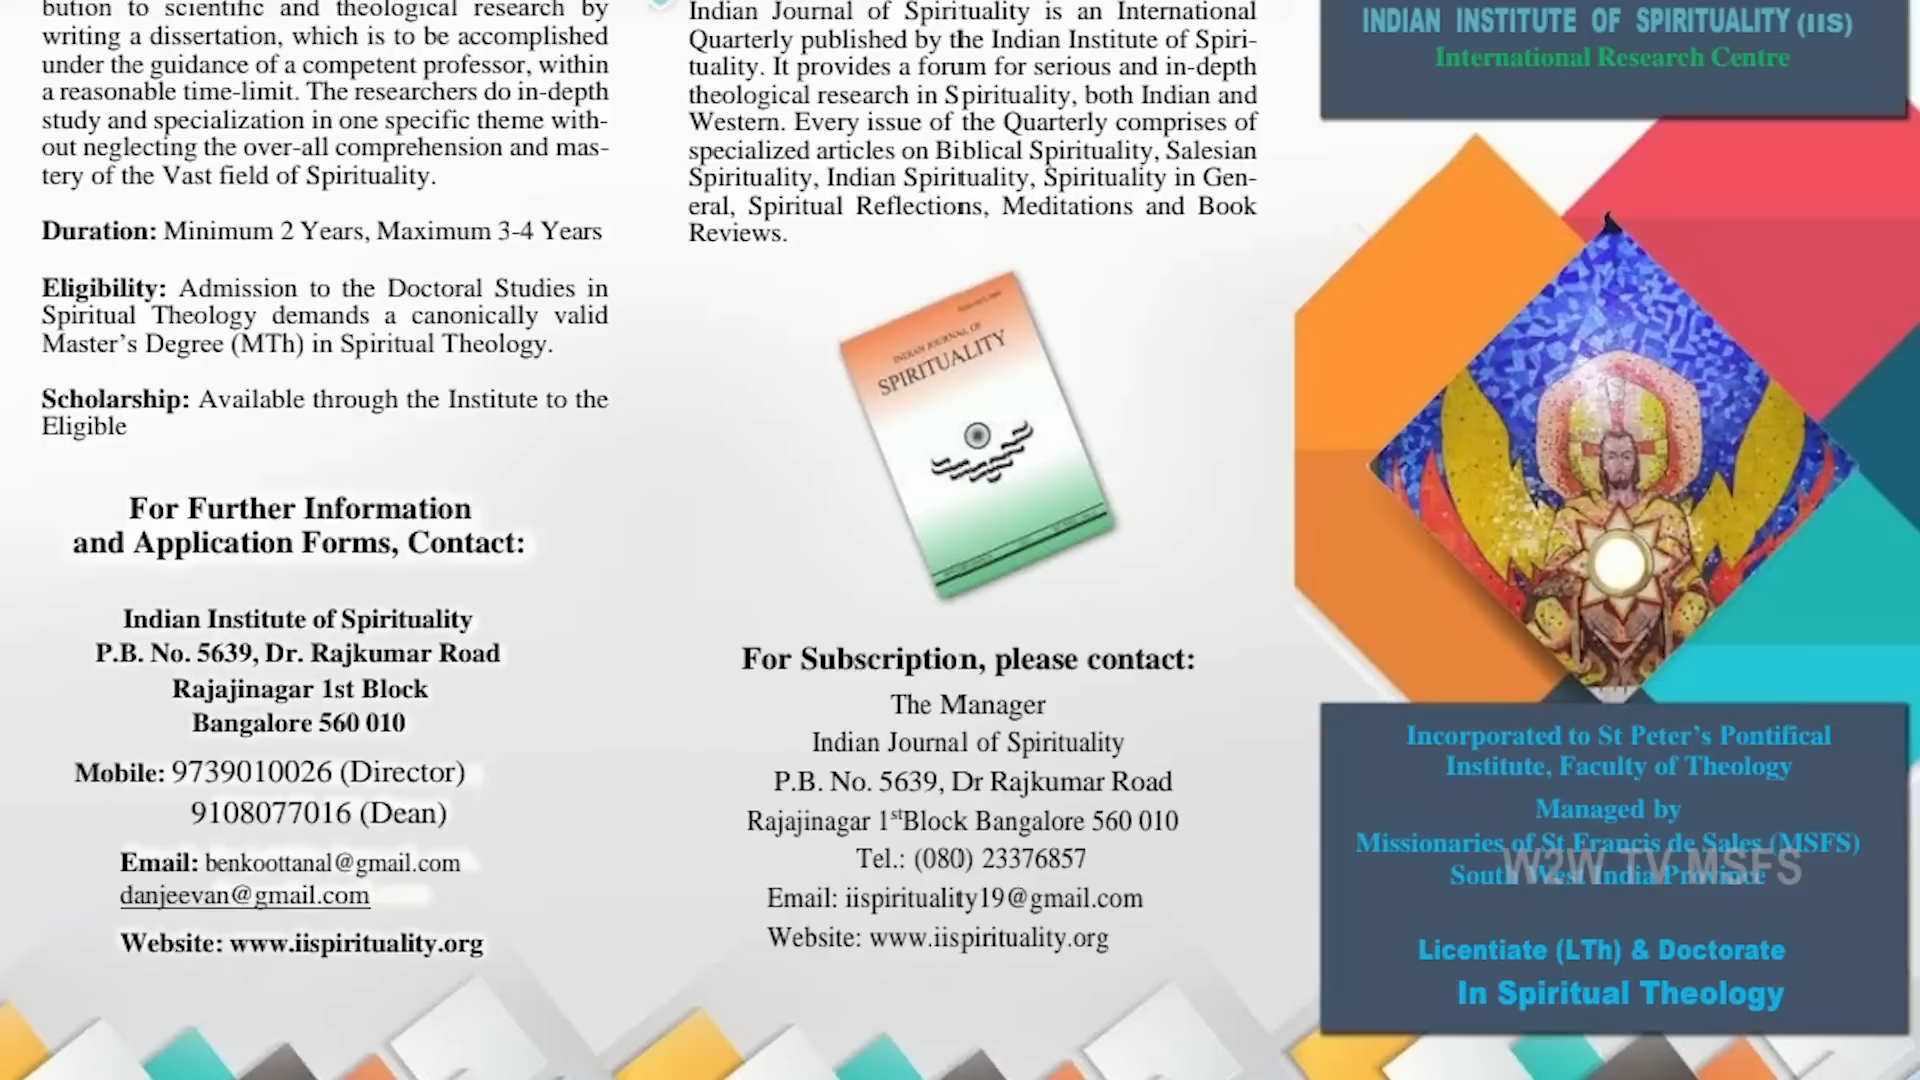 bution to scientific and theological research by
writing a dissertation, which is to be accomplished
under the guidance of a competent professor, within
a reasonable time-limit. The researchers do in-depth
study and specialization in one specific theme with-
out neglecting the over-all comprehension and mas-
tery of the Vast field of Spirituality.
Duration: Minimum 2 Years, Maximum 3-4 Years
Eligibility: Admission to the Doctoral Studies in
Spiritual Theology demands a canonically valid
Master's Degree (MTh) in Spiritual Theology.
Scholarship: Available through the Institute to the
Eligible
For Further Information
and Application Forms, Contact:
Indian Institute of Spirituality
P.B. No. 5639, Dr. Rajkumar Road
Rajajinagar 1st Block
Bangalore 560 010
Mobile: 9739010026 (Director)
9108077016 (Dean)
Email: benkoottanal@gmail.com
danjeevan@gmail.com
Website: www.iispirituality.org
Indian Journal of Spirituality is an International
Quarterly published by the Indian Institute of Spiri-
tuality. It provides a forum for serious and in-depth
theological research in Spirituality, both Indian and
Western. Every issue of the Quarterly comprises of
specialized articles on Biblical Spirituality, Salesian
Spirituality, Indian Spirituality, Spirituality in Gen-
eral, Spiritual Reflections, Meditations and Book
Reviews.
INDIAN JOURNAL OF
SPIRITUALITY
For Subscription, please contact:
The Manager
Indian Journal of Spirituality
P.B. No. 5639, Dr Rajkumar Road
Rajajinagar 1stBlock Bangalore 560 010
Tel.: (080) 23376857
Email: iispirituality19@gmail.com
Website: www.iispirituality.org
INDIAN INSTITUTE OF SPIRITUALITY (IIS)
International Research Centre
Incorporated to St Peter's Pontifical
Institute, Faculty of Theology
Managed by
Missionaries of St Francis de Sales (MSFS)
South West India Province
W2W TV MSFS
Licentiate (LTh) & Doctorate
In Spiritual Theology